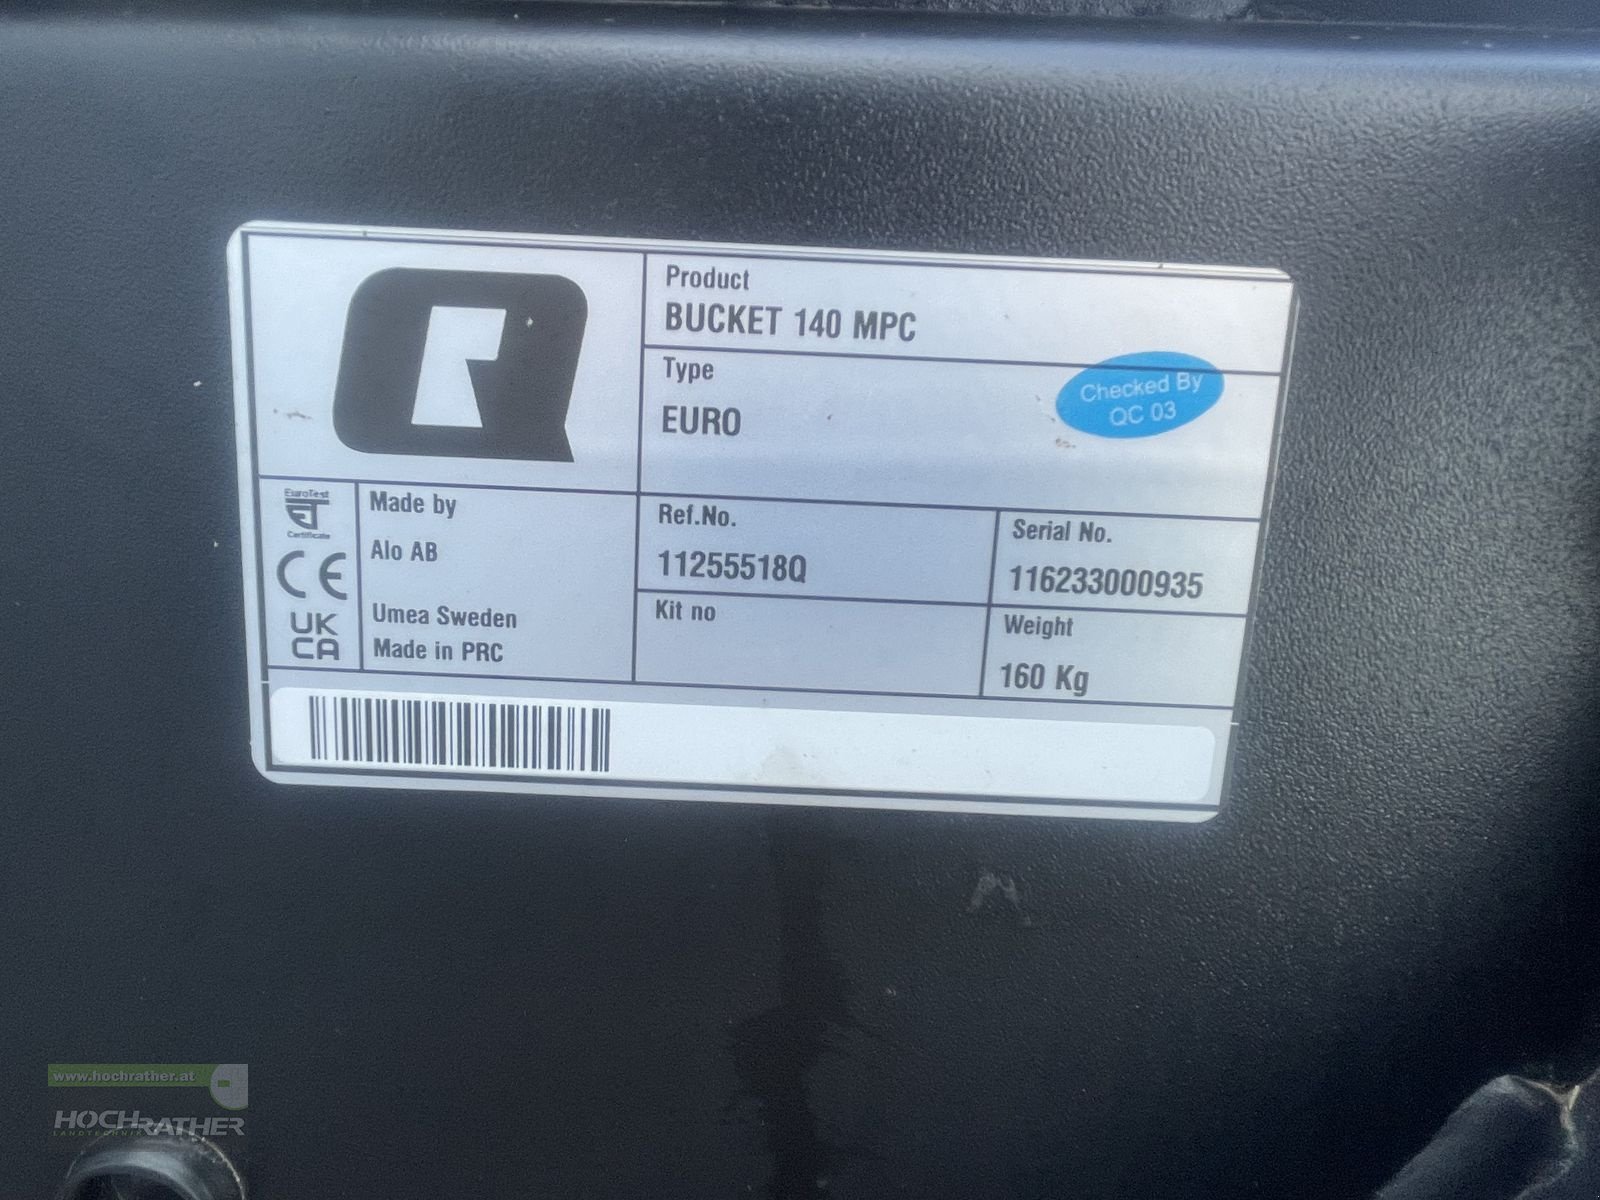 Product
BUCKET 140 MPC
Type
EURO
Checked By
QC 03
EuroTest
Certificate
CE
UK
CA
Made by
Alo AB
Umea Sweden
Made in PRC
Ref.No.
11255518Q
Serial No.
116233000935
Kit no
Weight
160 Kg
www.hochrather.at
HOCHRATHER
LANDTECHNIK